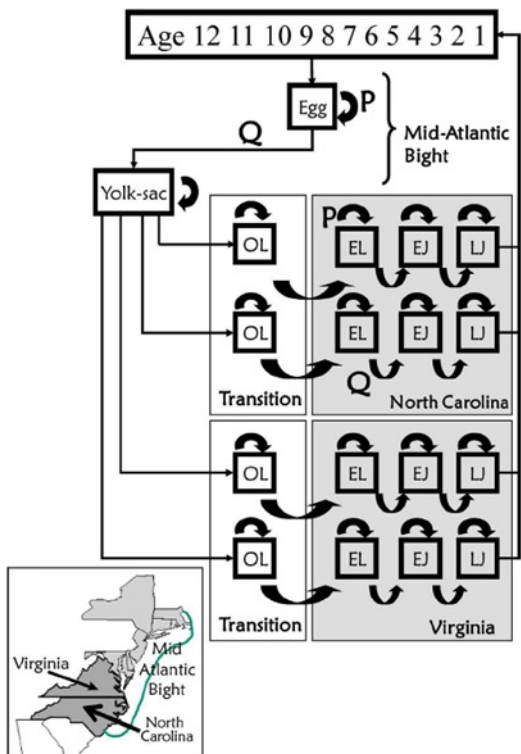 Age 12 11 10 9 8 7 6 5 4 3 2 1
Egg
P
Q
Mid-Atlantic
Bight
Yolk-sac
P
OL
EL
EJ
LJ
OL
EL
EJ
LJ
Q
Transition
North Carolina
OL
EL
EJ
LJ
OL
EL
EJ
LJ
Transition
Virginia
Mid
Atlantic
Bight
Virginia
North
Carolina